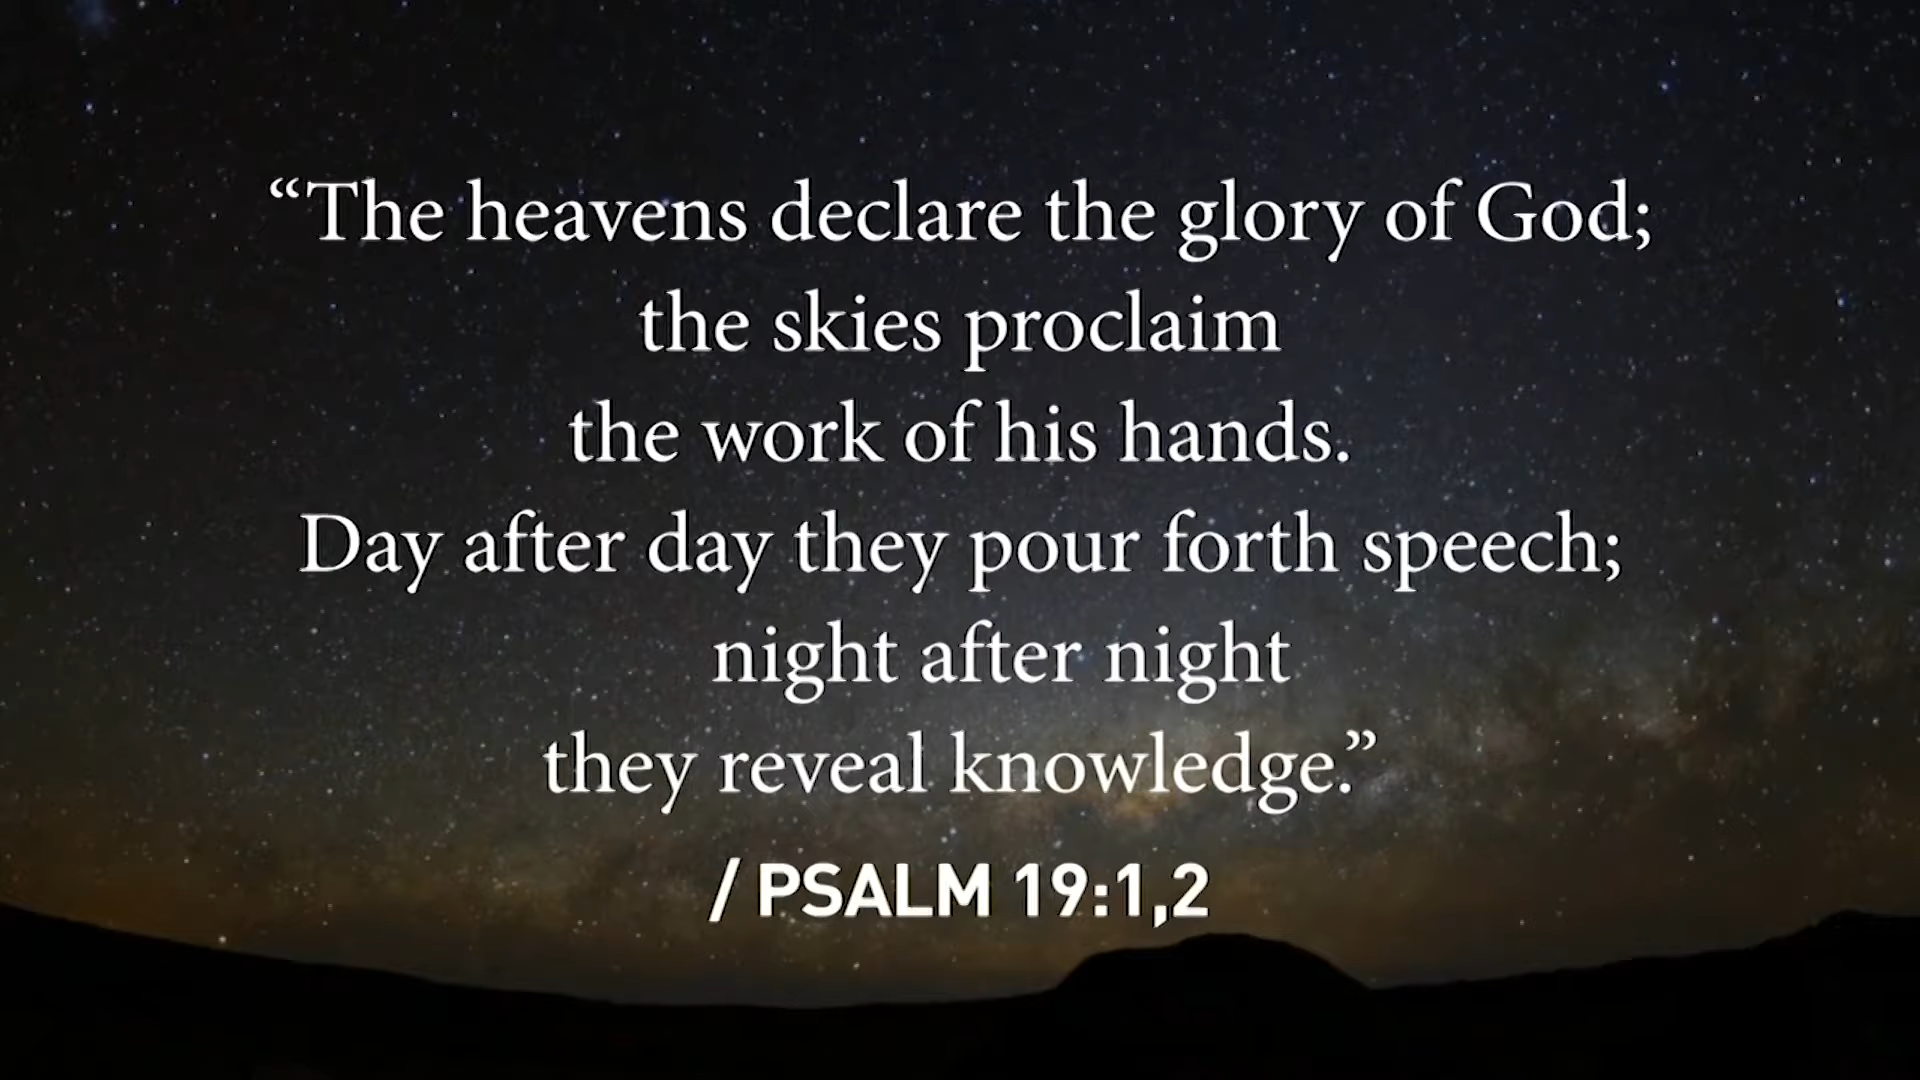 “The heavens declare the glory of God;
the skies proclaim
the work of his hands.
Day after day they pour forth speech;
night after night
they reveal knowledge.”
/ PSALM 19:1,2